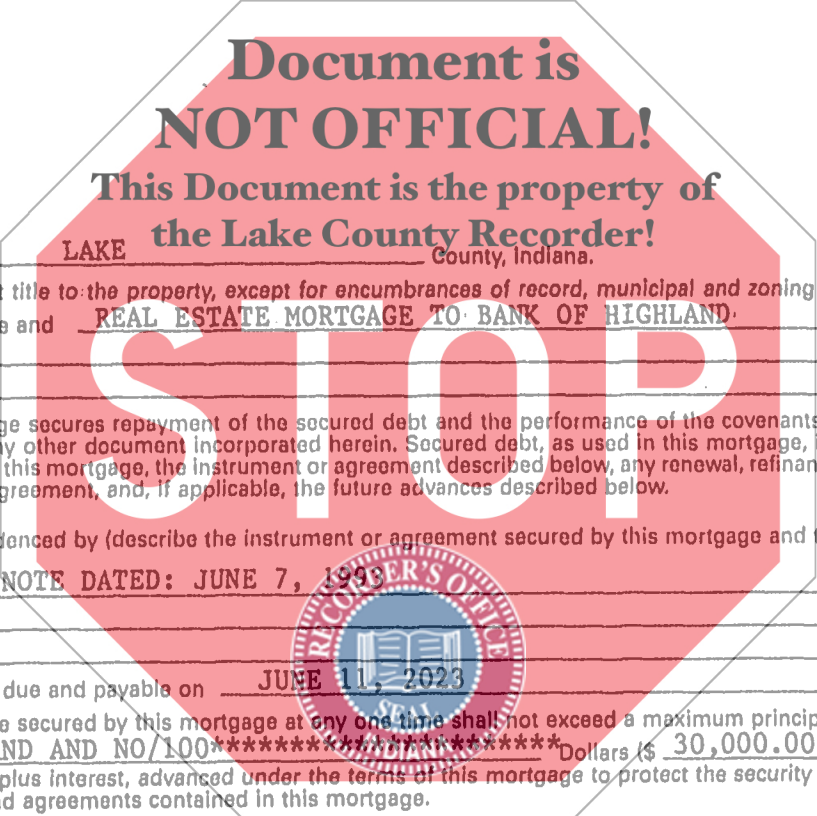 Document is
NOT OFFICIAL!
This Document is the property of
the Lake County Recorder!
LAKE County, Indiana.
title to the property, except for encumbrances of record, municipal and zoning
and REAL ESTATE MORTGAGE TO BANK OF HIGHLAND
STOP
ge secures repayment of the secured debt and the performance of the covenants
y other document incorporated herein. Secured debt, as used in this mortgage, i
this mortgage, the instrument or agreement described below, any renewal, refinan
greement, and, if applicable, the future advances described below.
denced by (describe the instrument or agreement secured by this mortgage and t
NOTE DATED: JUNE 7, 1993
RECORDER'S OFFICE
due and payable on JUNE 11, 2023
SEAL
e secured by this mortgage at any one time shall not exceed a maximum princip
ND AND NO/100************************Dollars ($ 30,000.00
INDIANA
plus interest, advanced under the terms of this mortgage to protect the security
d agreements contained in this mortgage.